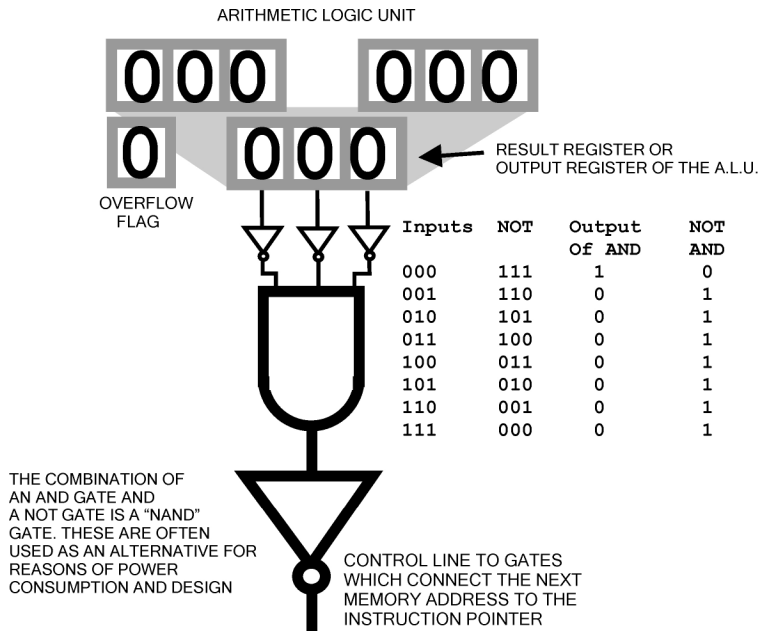 ARITHMETIC LOGIC UNIT
000 000
0 000
RESULT REGISTER OR
OUTPUT REGISTER OF THE A.L.U.
OVERFLOW
FLAG
Inputs NOT Output NOT
Of AND AND
000 111 1 0
001 110 0 1
010 101 0 1
011 100 0 1
100 011 0 1
101 010 0 1
110 001 0 1
111 000 0 1
THE COMBINATION OF
AN AND GATE AND
A NOT GATE IS A “NAND”
GATE. THESE ARE OFTEN
USED AS AN ALTERNATIVE FOR
REASONS OF POWER
CONSUMPTION AND DESIGN
CONTROL LINE TO GATES
WHICH CONNECT THE NEXT
MEMORY ADDRESS TO THE
INSTRUCTION POINTER